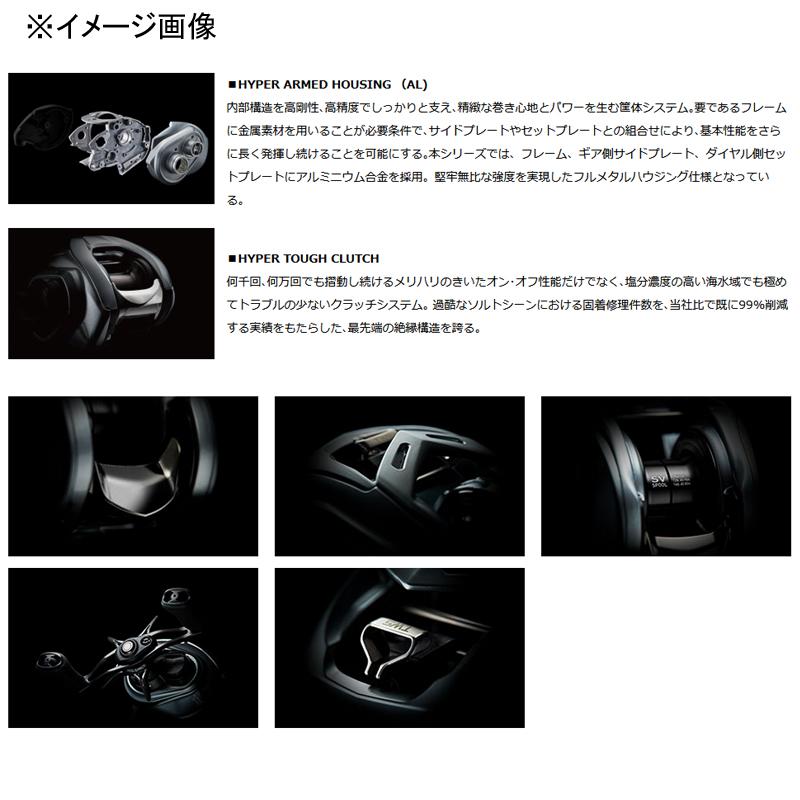 ※イメージ画像
■HYPER ARMED HOUSING （AL)
内部構造を高剛性、高精度でしっかりと支え、精緻な巻き心地とパワーを生む筐体システム。要であるフレーム
に金属素材を用いることが必要条件で、サイドプレートやセットプレートとの組合せにより、基本性能をさら
に長く発揮し続けることを可能にする。本シリーズでは、フレーム、ギア側サイドプレート、ダイヤル側セッ
トプレートにアルミニウム合金を採用。堅牢無比な強度を実現したフルメタルハウジング仕様となってい
る。
■HYPER TOUGH CLUTCH
何千回、何万回でも摺動し続けるメリハリのきいたオン・オフ性能だけでなく、塩分濃度の高い海水域でも極め
てトラブルの少ないクラッチシステム。過酷なソルトシーンにおける固着修理件数を、当社比で既に99%削減
する実績をもたらした、最先端の絶縁構造を誇る。
SV
SPOOL
TWS